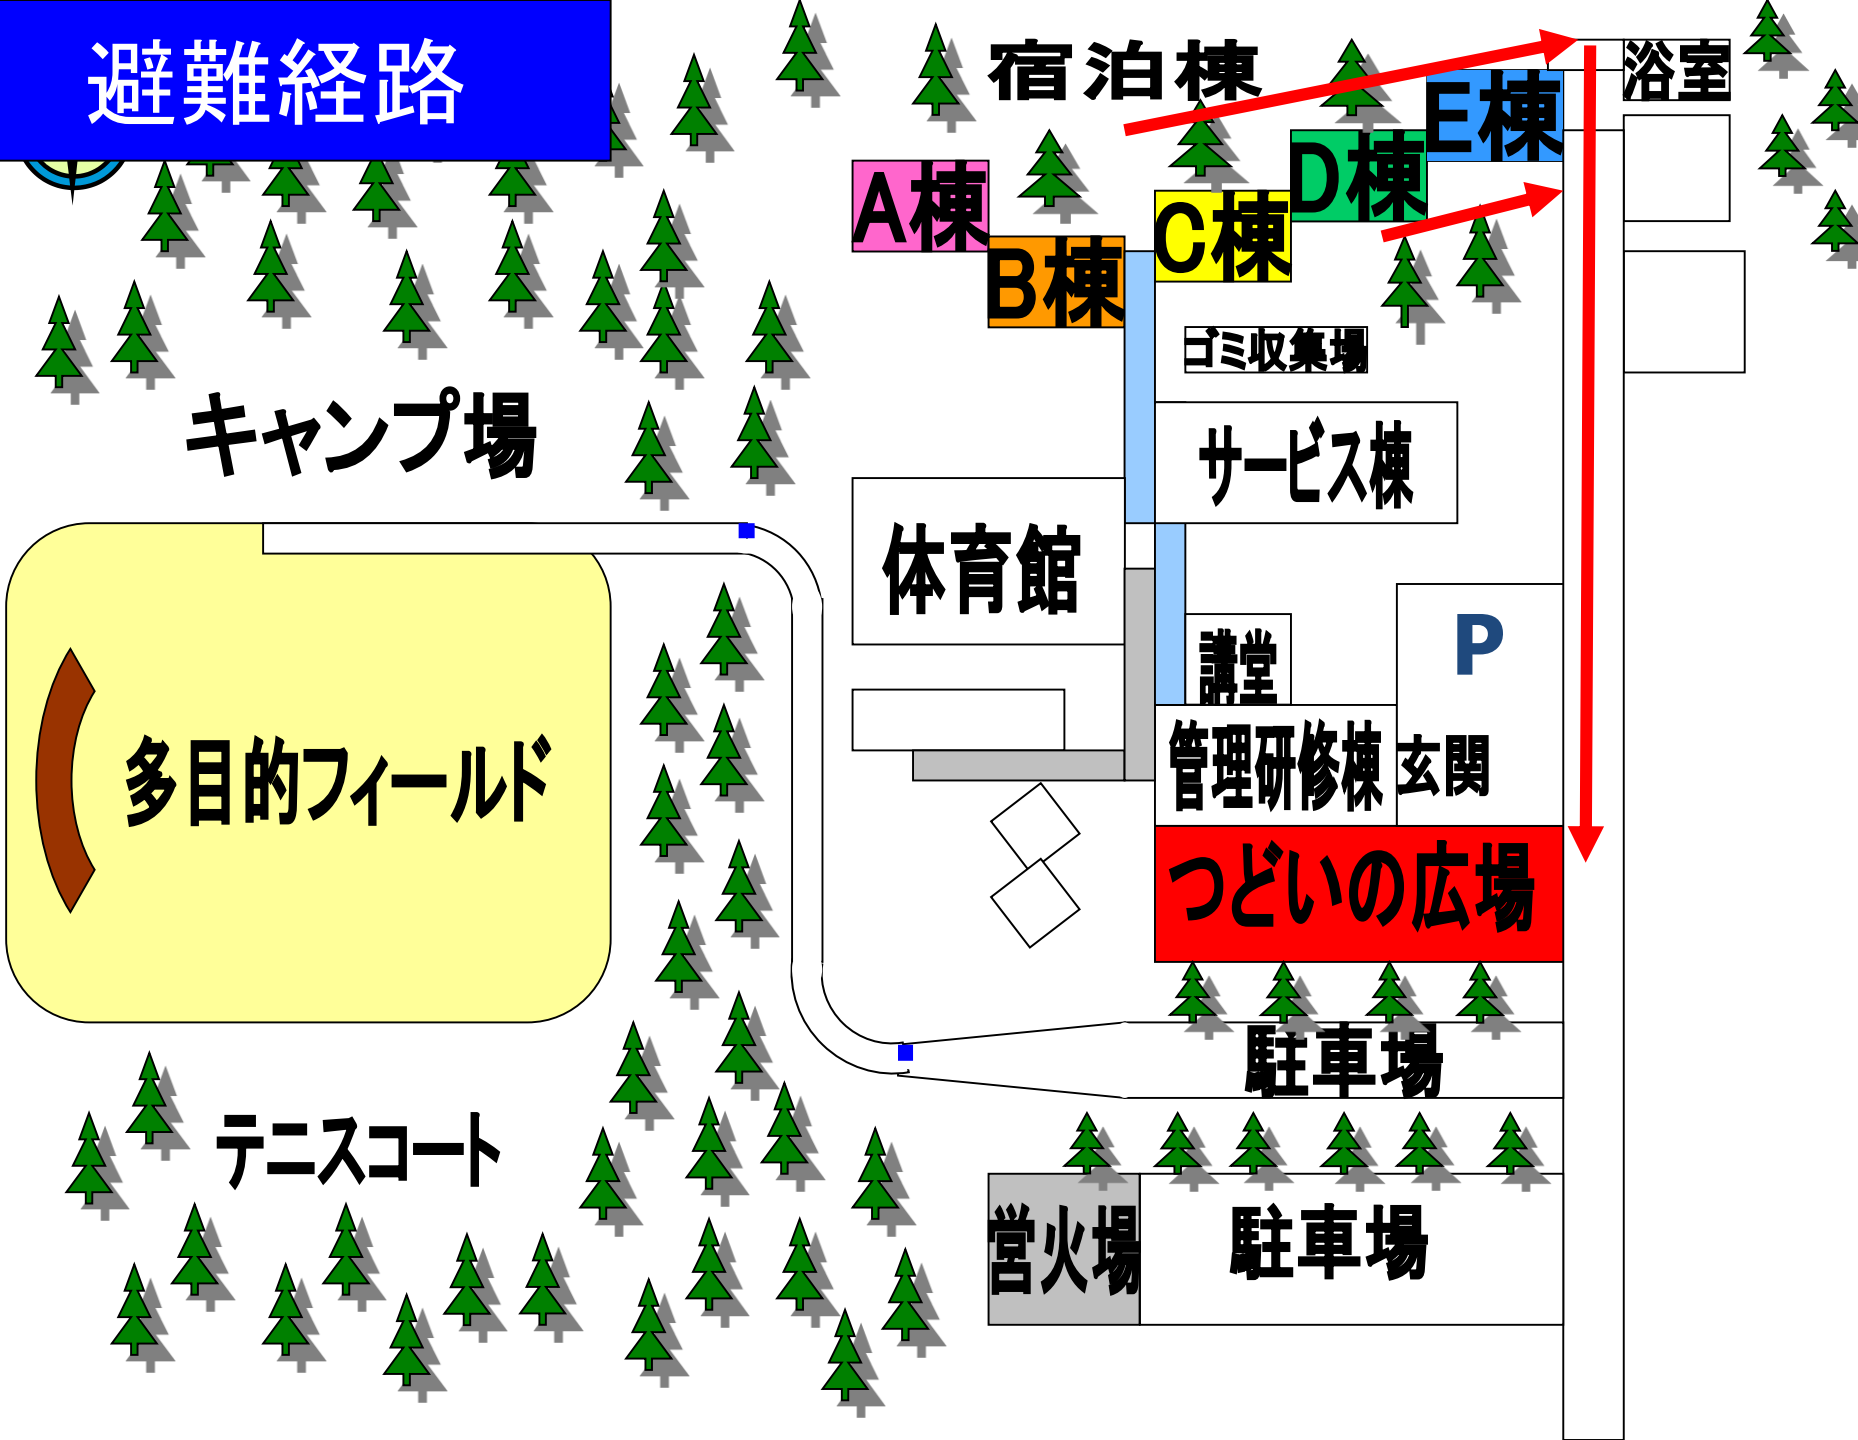 避難経路
宿泊棟
浴室
A棟
B棟
C棟
D棟
E棟
ゴミ収集場
キャンプ場
サービス棟
体育館
P
講堂
管理研修棟
玄関
多目的フィールド
つどいの広場
駐車場
テニスコート
営火場
駐車場